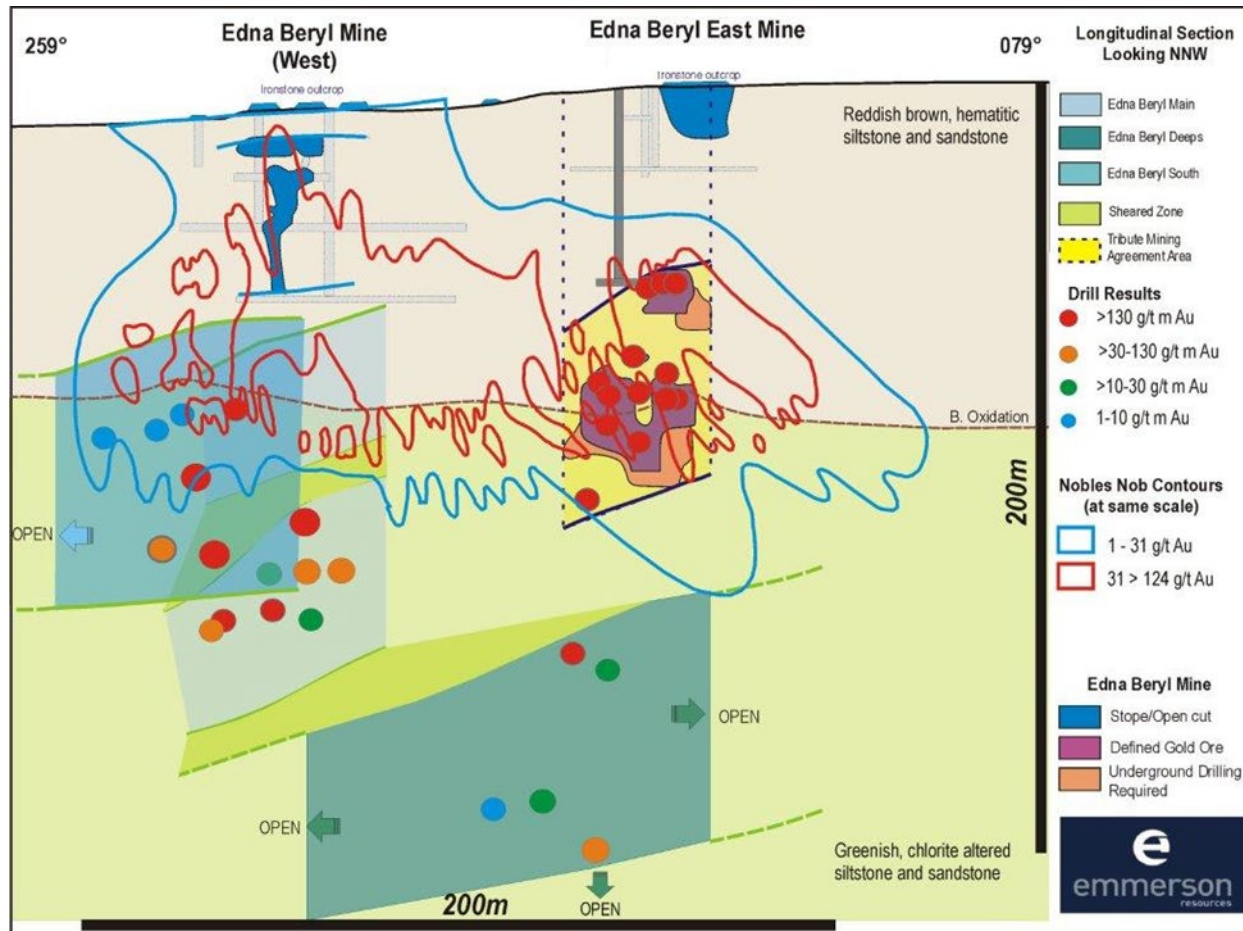 259°
Edna Beryl Mine
(West)
Edna Beryl East Mine
079°
Ironstone outcrop
Ironstone outcrop
Reddish brown, hematitic
siltstone and sandstone
B. Oxidation
OPEN
OPEN
OPEN
OPEN
Greenish, chlorite altered
siltstone and sandstone
200m
200m
Longitudinal Section
Looking NNW
Edna Beryl Main
Edna Beryl Deeps
Edna Beryl South
Sheared Zone
Tribute Mining
Agreement Area
Drill Results
>130 g/t m Au
>30-130 g/t m Au
>10-30 g/t m Au
1-10 g/t m Au
Nobles Nob Contours
(at same scale)
1 - 31 g/t Au
31 > 124 g/t Au
Edna Beryl Mine
Stope/Open cut
Defined Gold Ore
Underground Drilling
Required
e
emmerson
resources